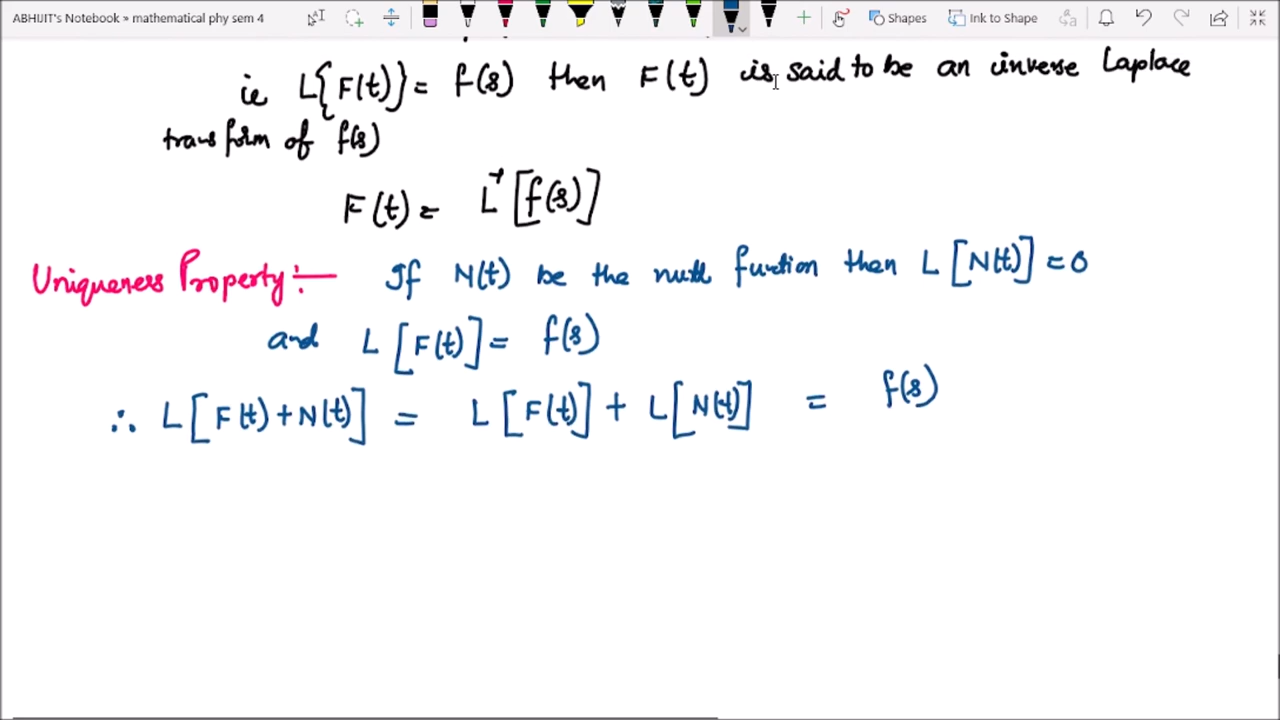 ABHIJIT's Notebook » mathematical phy sem 4
Shapes
Ink to Shape
ie L{F(t)} = f(s) then F(t) is said to be an inverse Laplace
transform of f(s)
F(t) = L⁻¹[f(s)]
Uniqueness Property:— If N(t) be the null function then L[N(t)] = 0
and L[F(t)] = f(s)
∴ L[F(t)+N(t)] = L[F(t)] + L[N(t)] = f(s)